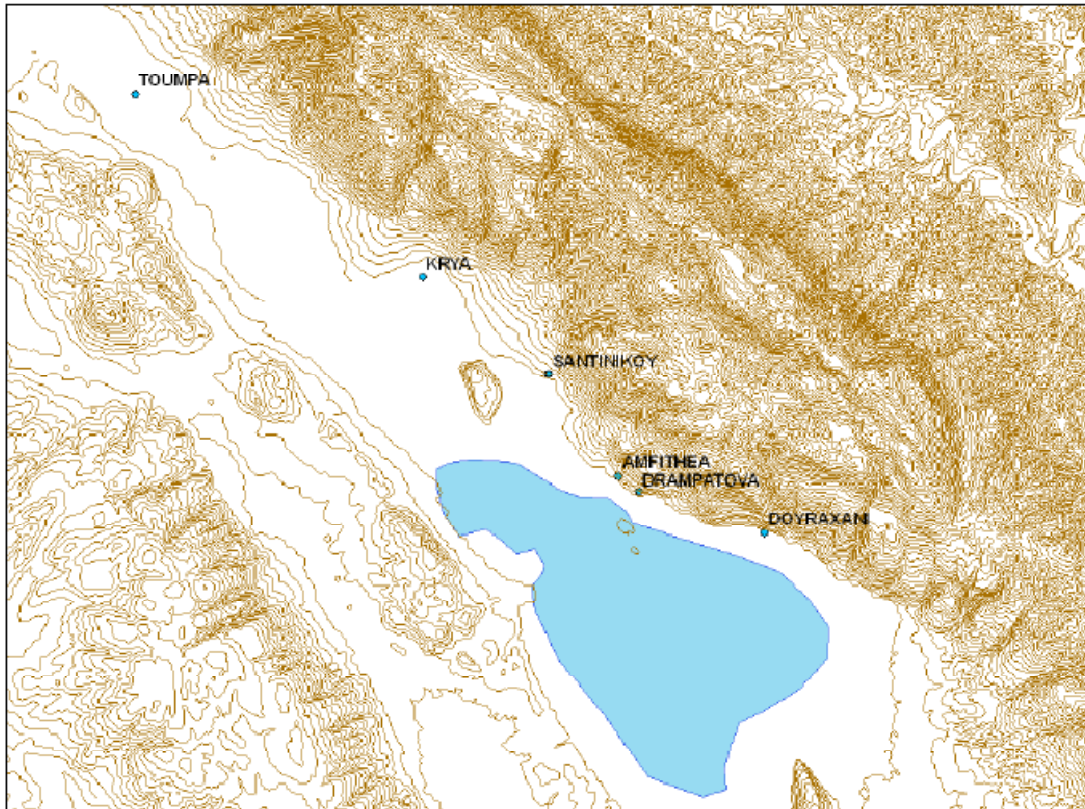 TOUMPA
KRYA
SANTINIKOY
AMFITHEA
DRAMPATOVA
DOYRAXANI